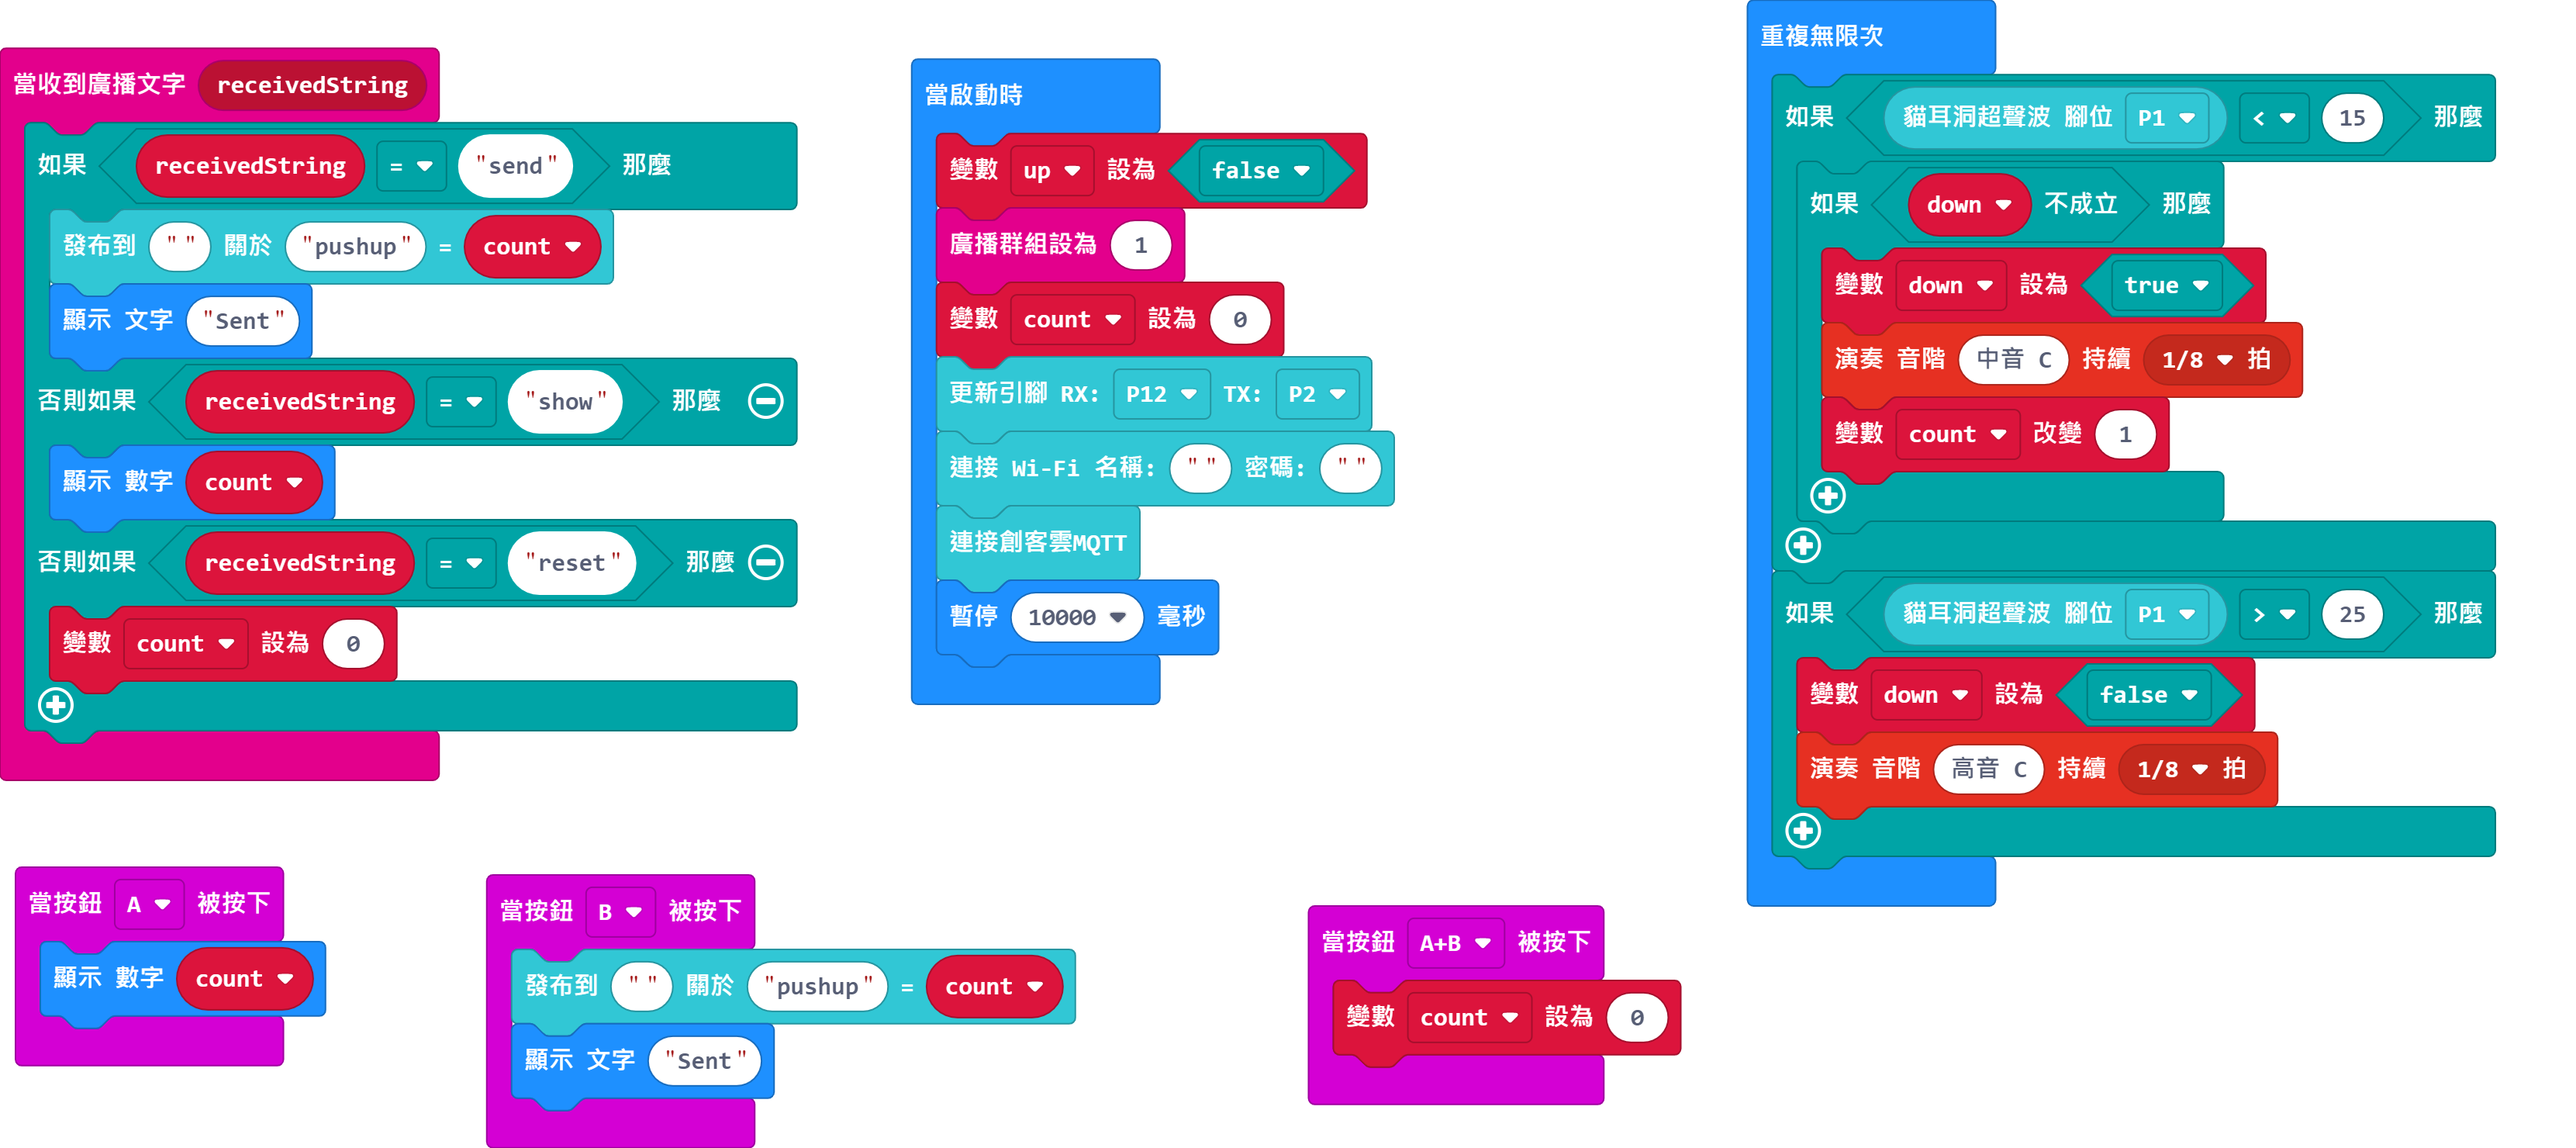 當收到廣播文字 receivedString
如果 receivedString = "send" 那麼
發布到 " " 關於 "pushup" = count
顯示 文字 "Sent"
否則如果 receivedString = "show" 那麼
顯示 數字 count
否則如果 receivedString = "reset" 那麼
變數 count 設為 0
當啟動時
變數 up 設為 false
廣播群組設為 1
變數 count 設為 0
更新引腳 RX: P12 TX: P2
連接 Wi-Fi 名稱: " " 密碼: " "
連接創客雲MQTT
暫停 10000 毫秒
重複無限次
如果 貓耳洞超聲波 腳位 P1 < 15 那麼
如果 down 不成立 那麼
變數 down 設為 true
演奏 音階 中音 C 持續 1/8 拍
變數 count 改變 1
如果 貓耳洞超聲波 腳位 P1 > 25 那麼
變數 down 設為 false
演奏 音階 高音 C 持續 1/8 拍
當按鈕 A 被按下
顯示 數字 count
當按鈕 B 被按下
發布到 " " 關於 "pushup" = count
顯示 文字 "Sent"
當按鈕 A+B 被按下
變數 count 設為 0